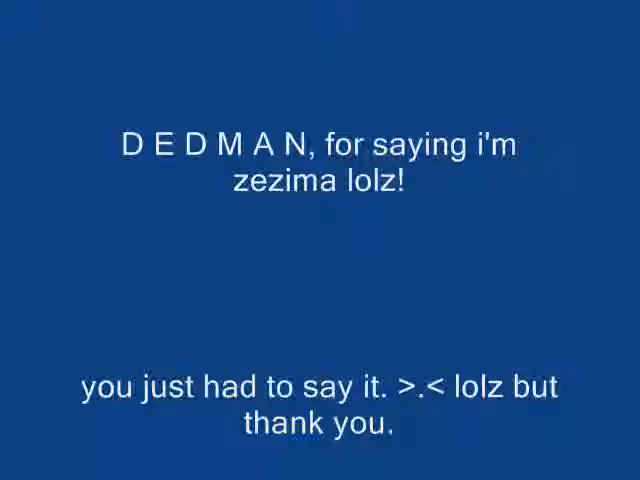 D E D M A N, for saying i'm
zezima lolz!
you just had to say it. >.< lolz but
thank you.